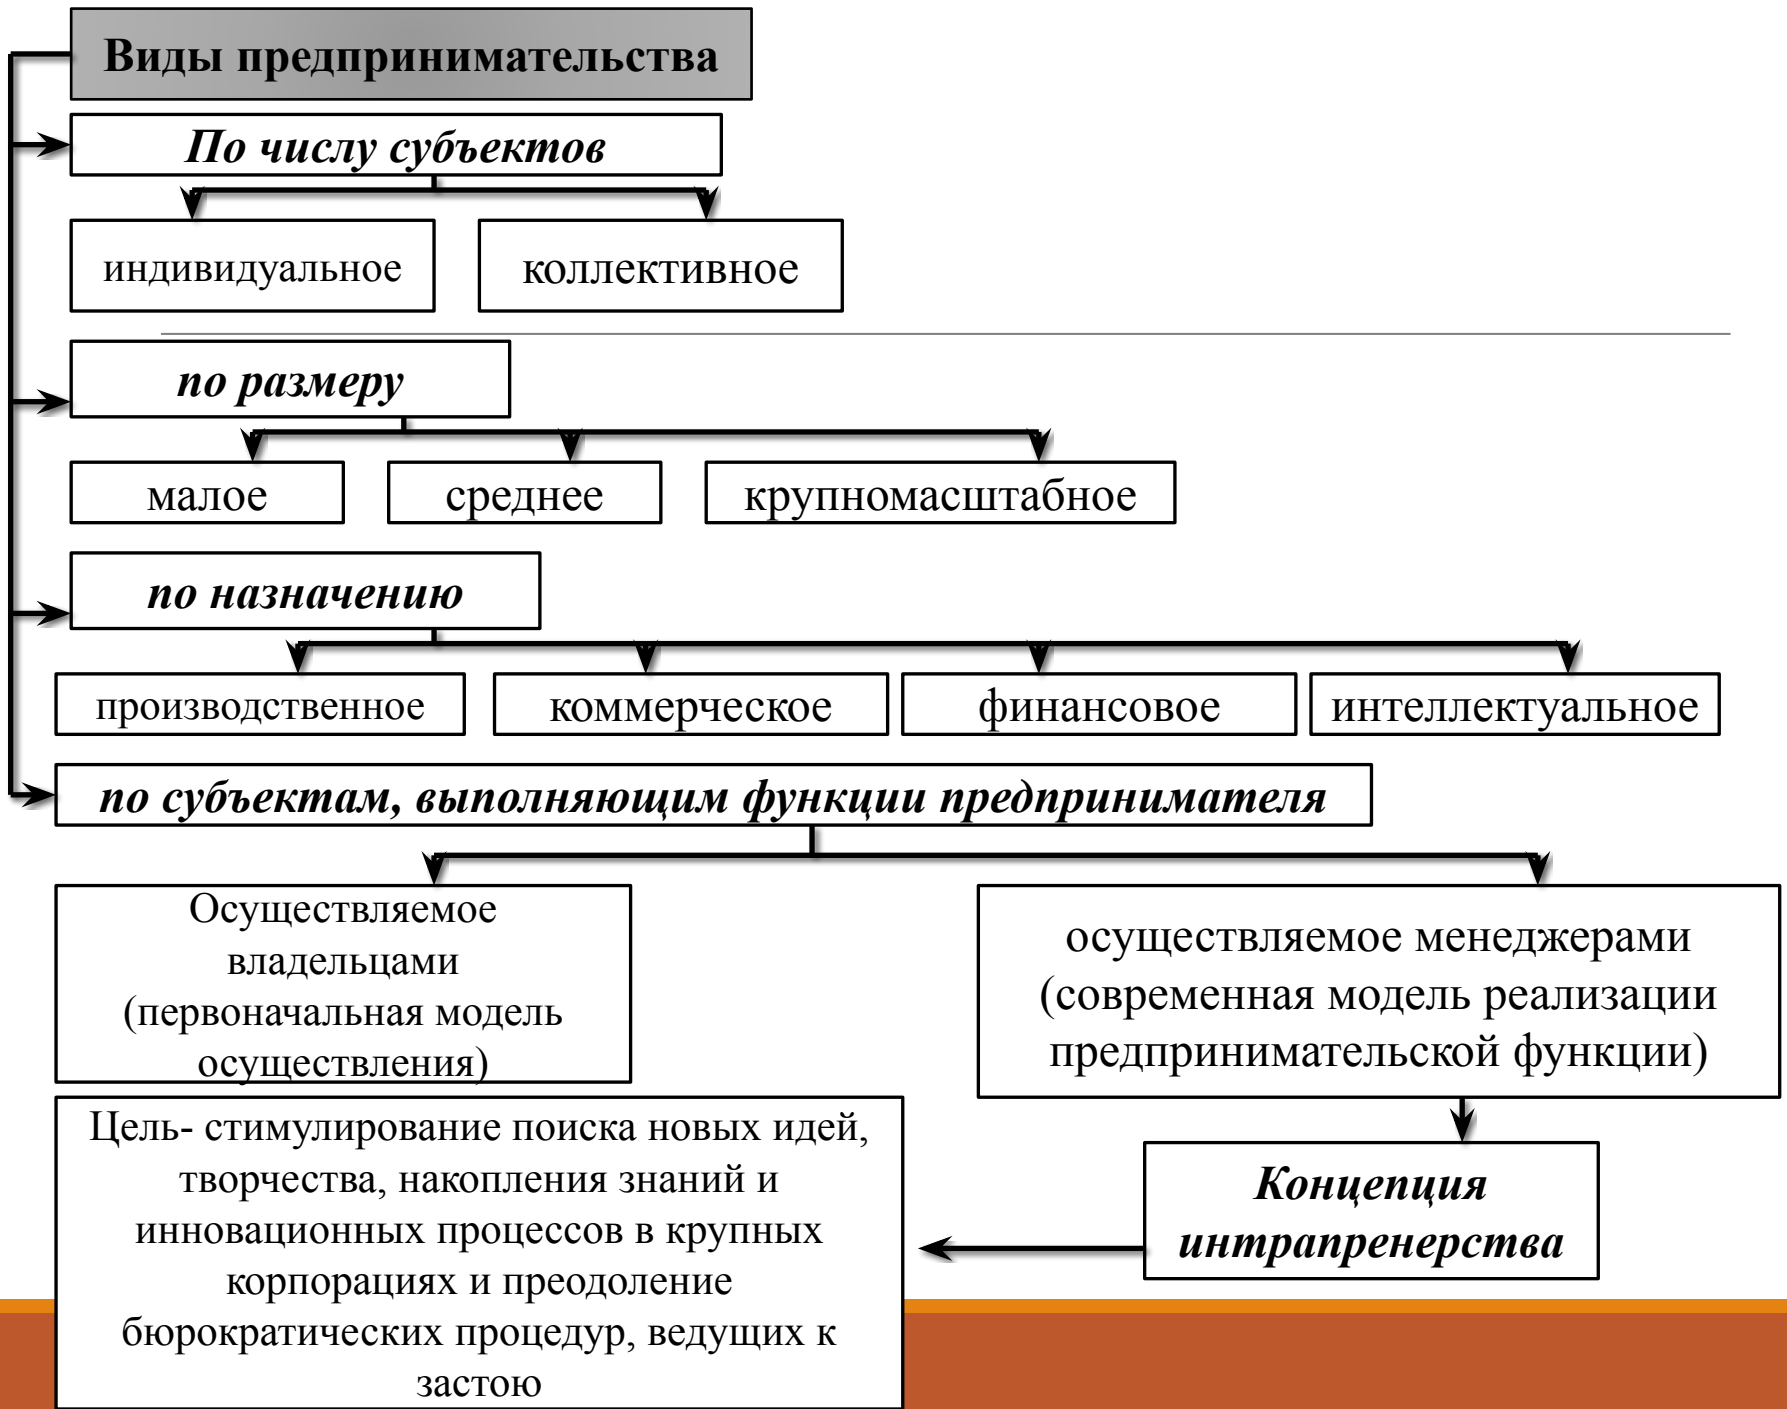 Виды предпринимательства
По числу субъектов
индивидуальное
коллективное
по размеру
малое
среднее
крупномасштабное
по назначению
производственное
коммерческое
финансовое
интеллектуальное
по субъектам, выполняющим функции предпринимателя
Осуществляемое
владельцами
(первоначальная модель
осуществления)
осуществляемое менеджерами
(современная модель реализации
предпринимательской функции)
Концепция
интрапренерства
Цель- стимулирование поиска новых идей,
творчества, накопления знаний и
инновационных процессов в крупных
корпорациях и преодоление
бюрократических процедур, ведущих к
застою